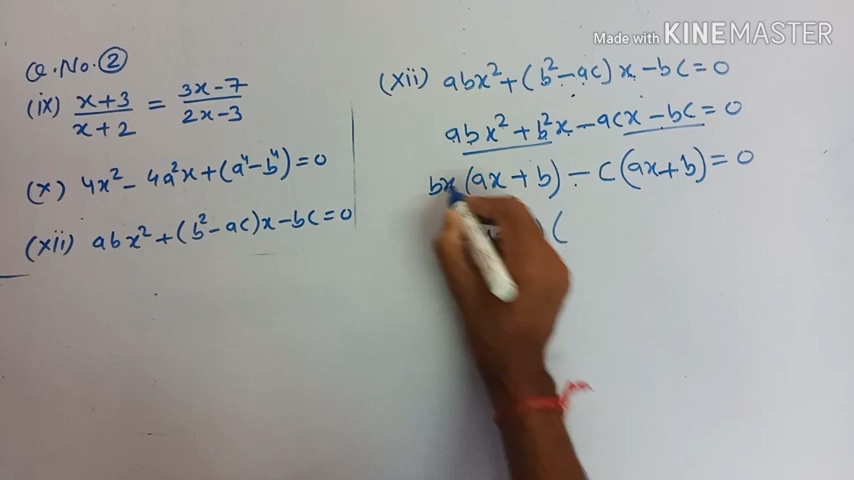 Made with KINEMASTER
Q.No.②
(ix) x+3/x+2 = 3x-7/2x-3
(x) 4x² - 4a²x + (a⁴-b⁴) = 0
(xii) abx² + (b²-ac)x - bc = 0
(xii) abx² + (b²-ac)x - bc = 0
abx² + b²x - acx - bc = 0
bx(ax+b) - c(ax+b) = 0
) (